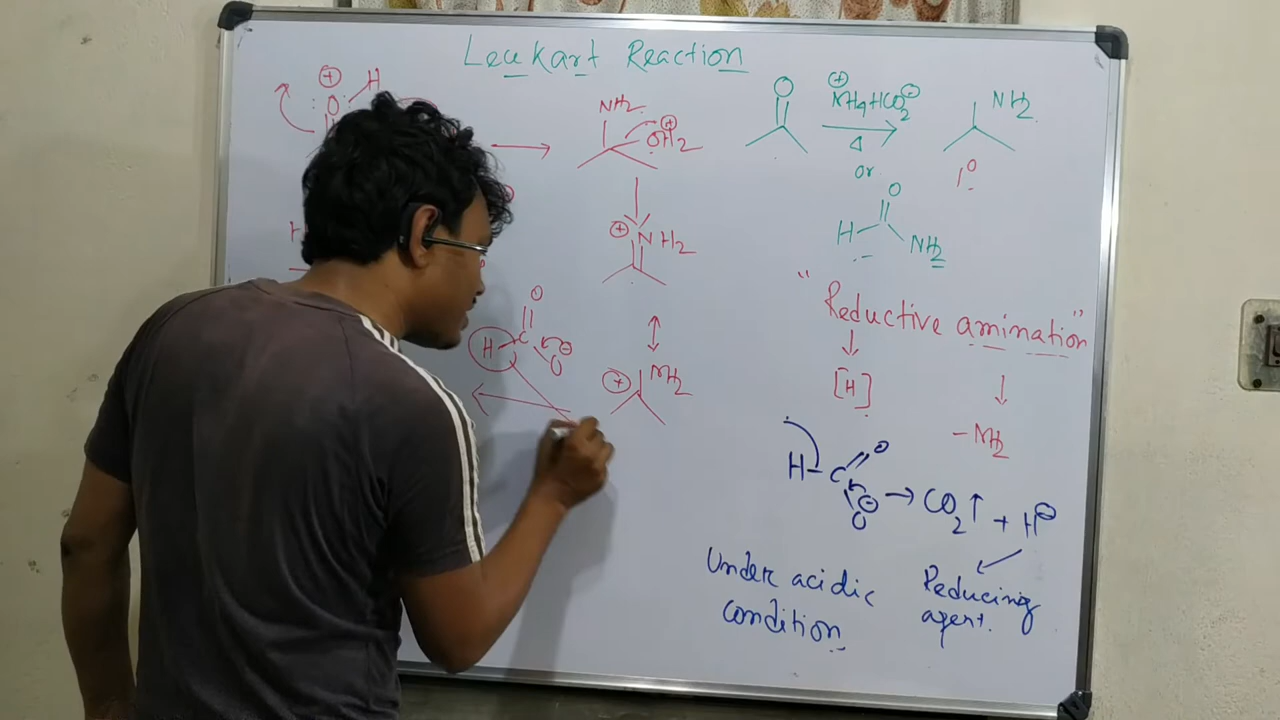 Leukart Reaction
⊕
:O
H
NH2
⊕
OH2
O
⊕ ⊖
NH4HCO2
Δ
Or
NH2
1°
O
H
NH2
⊕
NH2
O
H C ⊖
O
⊕
NH2
"Reductive amination"
[H]
-NH2
H-C
O
⊖
O
→ CO2↑ + H⊖
Under acidic
condition
Reducing
agent.